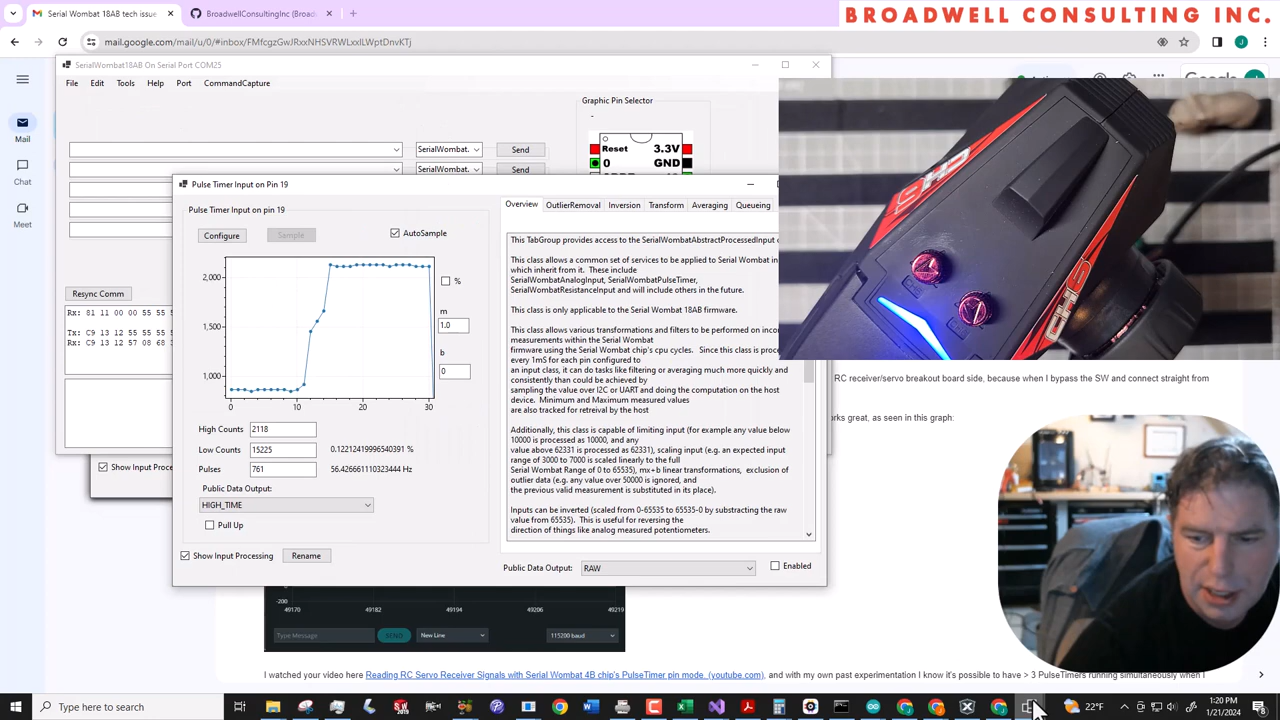 Serial Wombat 18AB tech issue
BroadwellConsultingInc (Broadwe
BROADWELL CONSULTING INC.
mail.google.com/mail/u/0/#inbox/FMfcgzGwJRxxNHSVRWLxxlLWptDnvKTj
SerialWombat18AB On Serial Port COM25
File Edit Tools Help CommandCapture
Google
Mail
Chat
Meet
Graphic Pin Selector
-
SerialWombat.
Send
SerialWombat.
Send
Reset 3.3V
0 GND
Resync Comm
Rx: 81 11 00 00 55 55
Tx: C9 13 12 55 55 55
Rx: C9 13 12 57 08 68
Show Input Proce
Pulse Timer Input on Pin 19
Pulse Timer Input on pin 19
Configure
Sample
AutoSample
2,000
1,500
1,000
0 10 20 30
%
m
1.0
b
0
High Counts 2118
Low Counts 15225 0.12212419996540391 %
Pulses 761 56.426661110323444 Hz
Public Data Output:
HIGH_TIME
Pull Up
Show Input Processing
Rename
Overview OutlierRemoval Inversion Transform Averaging Queueing
This TabGroup provides access to the SerialWombatAbstractProcessedInput c
This class allows a common set of services to be applied to Serial Wombat in
which inherit from it. These include
SerialWombatAnalogInput, SerialWombatPulseTimer,
SerialWombatResistanceInput and will include others in the future.
This class is only applicable to the Serial Wombat 18AB firmware.
This class allows various transformations and filters to be performed on incor
measurements within the Serial Wombat
firmware using the Serial Wombat chip's cpu cycles. Since this class is proce
every 1mS for each pin configured to
an input class, it can do tasks like filtering or averaging much more quickly and
consistently than could be achieved by
sampling the value over I2C or UART and doing the computation on the host
device. Minimum and Maximum measured values
are also tracked for retreival by the host
Additionally, this class is capable of limiting input (for example any value below
10000 is processed as 10000, and any
value above 62331 is processed as 62331), scaling input (e.g. an expected input
range of 3000 to 7000 is scaled linearly to the full
Serial Wombat Range of 0 to 65535), mx+b linear transformations, exclusion of
outlier data (e.g. any value over 50000 is ignored, and
the previous valid measurement is substituted in its place).
Inputs can be inverted (scaled from 0-65535 to 65535-0 by substracting the raw
value from 65535). This is useful for reversing the
direction of things like analog measured potentiometers.
Public Data Output: RAW
Enabled
RC receiver/servo breakout board side, because when I bypass the SW and connect straight from
rks great, as seen in this graph:
-200
49170 49182 49194 49206 49219
Type Message
SEND
New Line
115200 baud
I watched your video here Reading RC Servo Receiver Signals with Serial Wombat 4B chip's PulseTimer pin mode (youtube.com), and with my own past experimentation I know it's possible to have > 3 PulseTimers running simultaneously when I
Type here to search
22°F
1:20 PM
1/21/2024